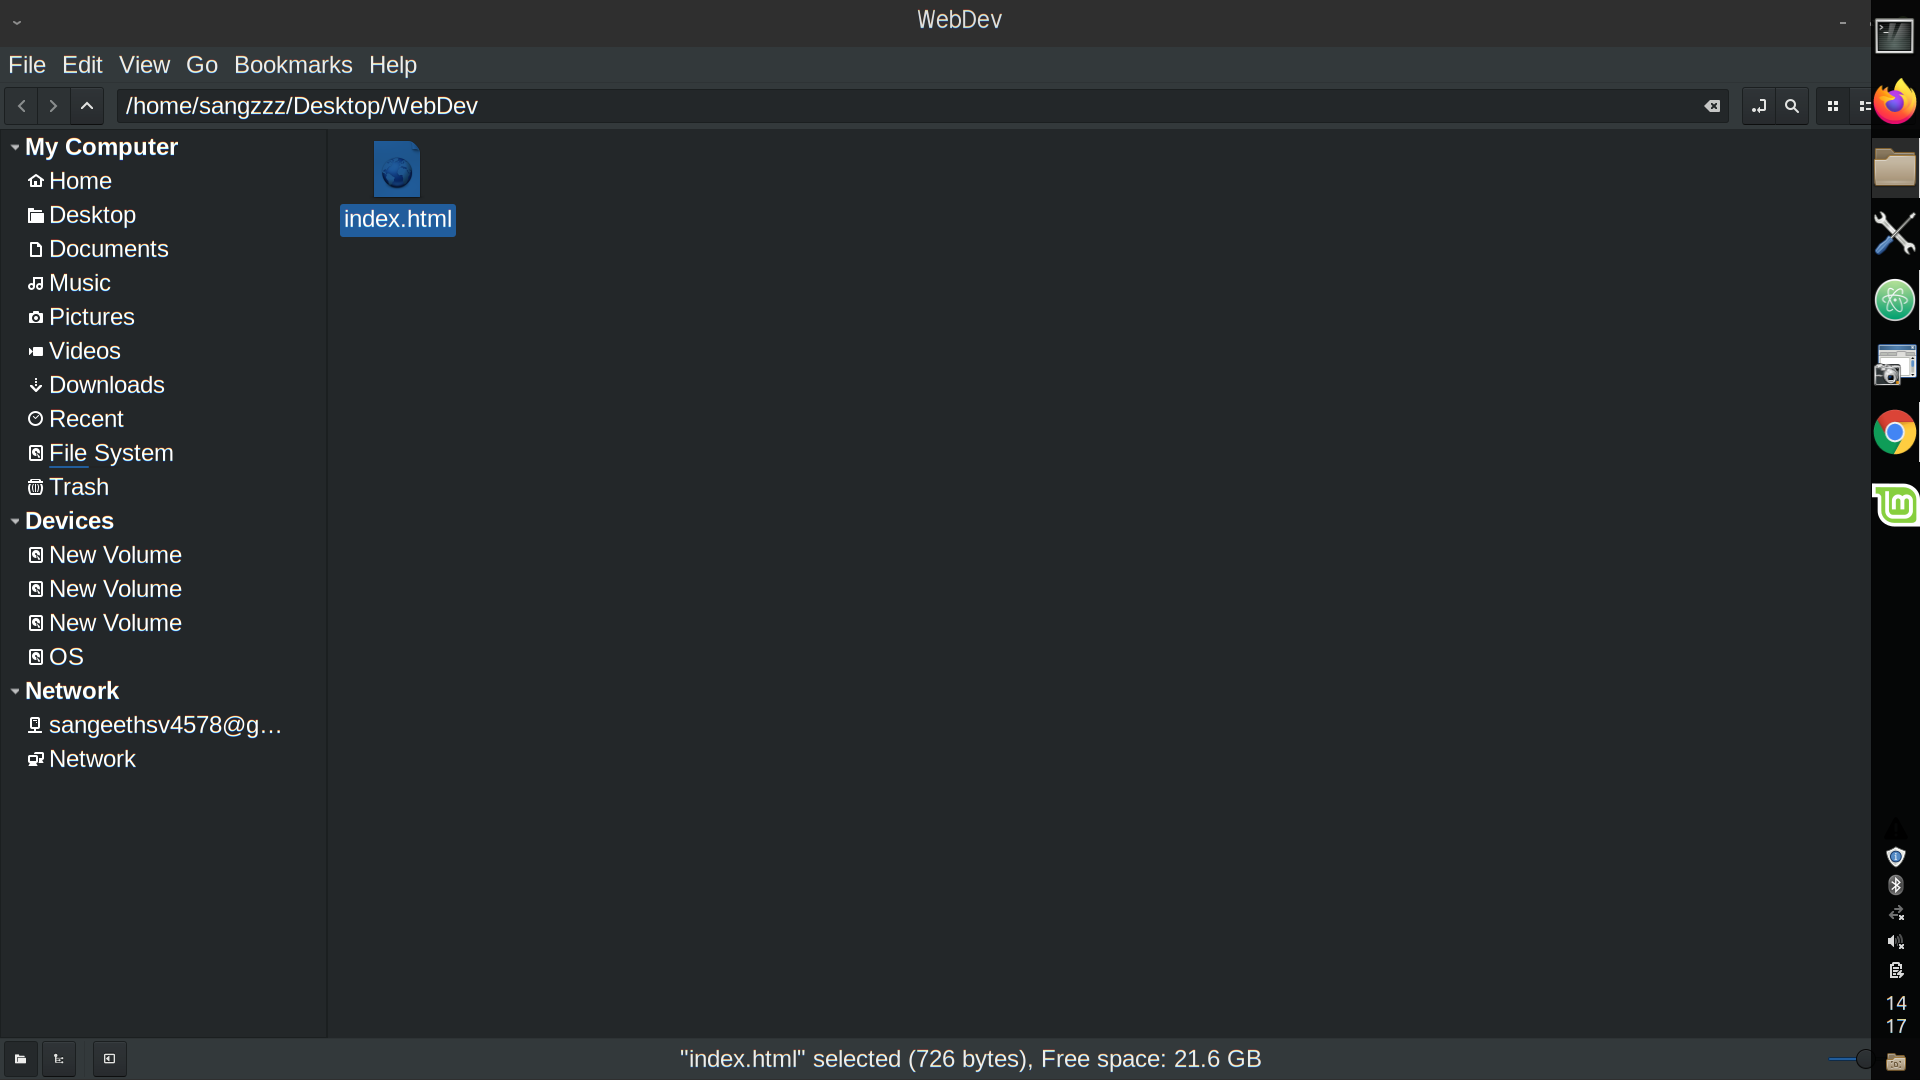 WebDev
File Edit View Go Bookmarks Help
/home/sangzzz/Desktop/WebDev
My Computer
Home
Desktop
Documents
Music
Pictures
Videos
Downloads
Recent
File System
Trash
Devices
New Volume
New Volume
New Volume
OS
Network
sangeethsv4578@g…
Network
index.html
"index.html" selected (726 bytes), Free space: 21.6 GB
14
17